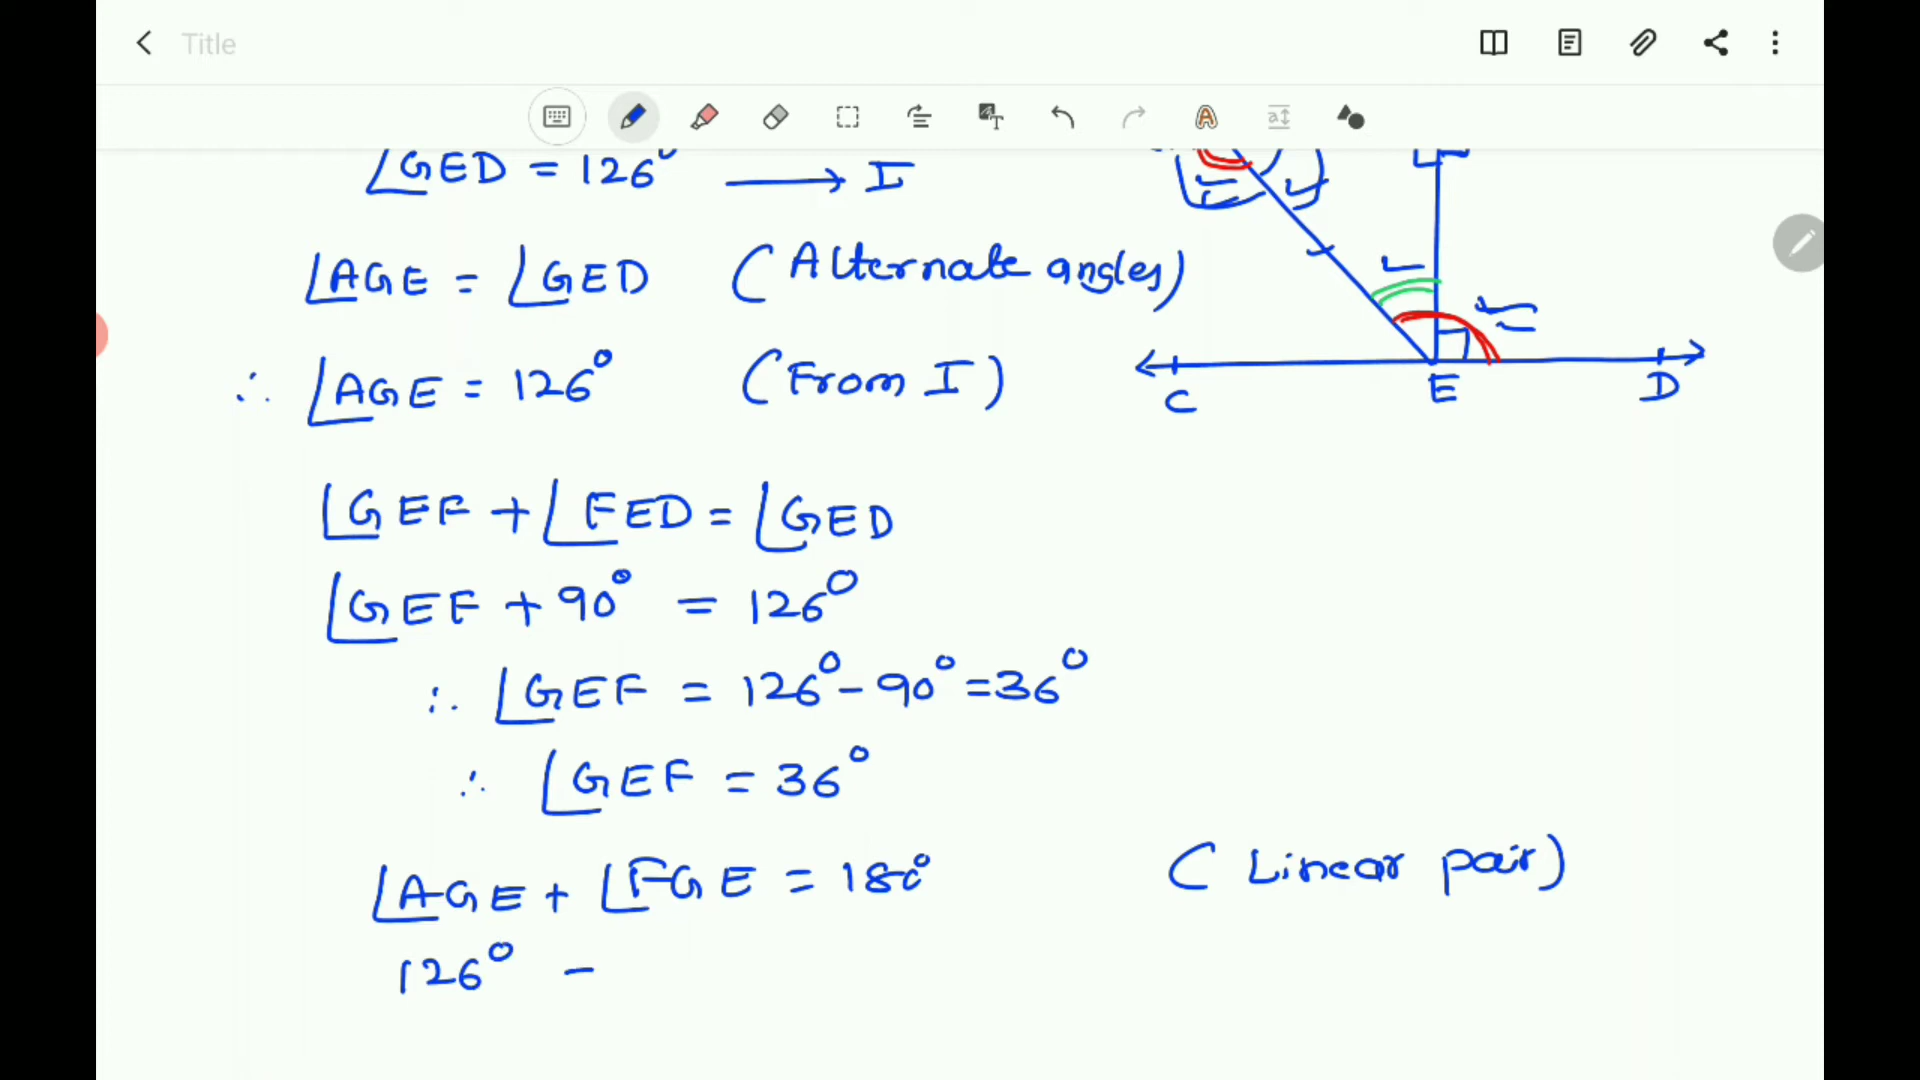 Title
∠GED = 126° → I
∠AGE = ∠GED (Alternate angles)
∴ ∠AGE = 126° (From I)
C E D
∠GEF + ∠FED = ∠GED
∠GEF + 90° = 126°
∴ ∠GEF = 126° - 90° = 36°
∴ ∠GEF = 36°
∠AGE + ∠FGE = 180° (Linear pair)
126° -